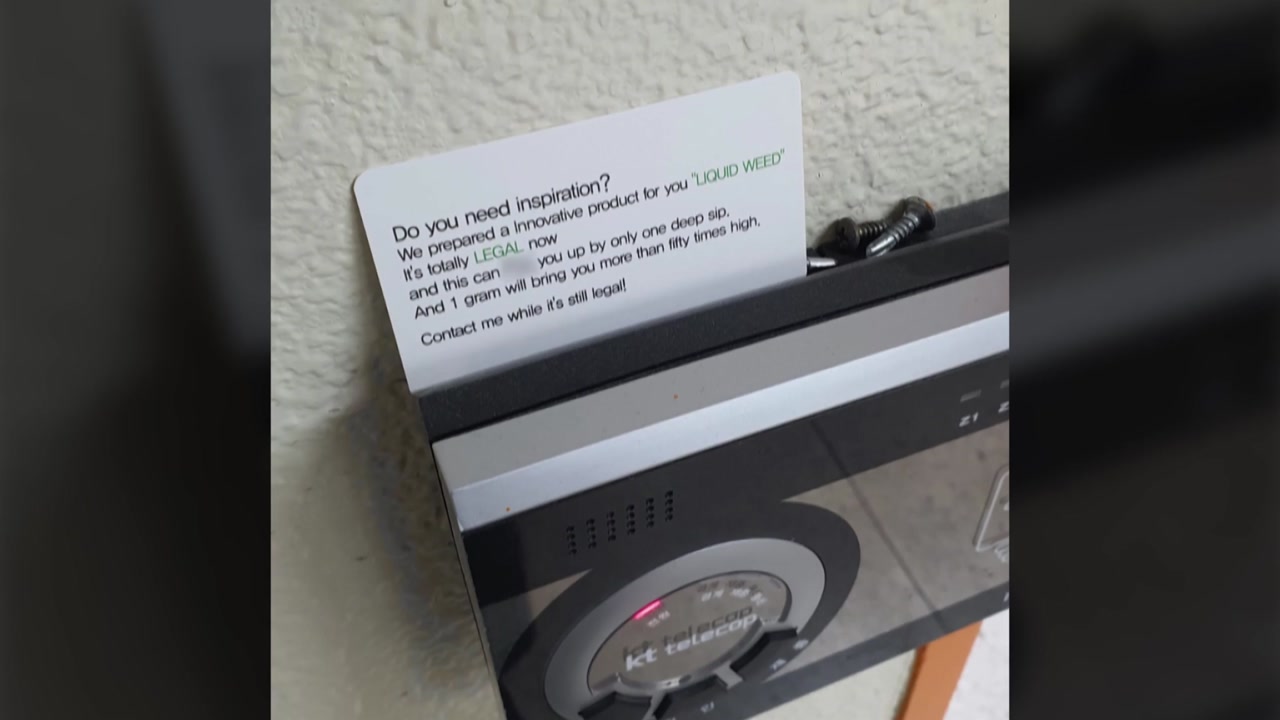 Do you need inspiration?
We prepared a Innovative product for you "LIQUID WEED"
It's totally LEGAL now
and this can you up by only one deep sip,
And 1 gram will bring you more than fifty times high,
Contact me while it's still legal!
Z1
kt telecop